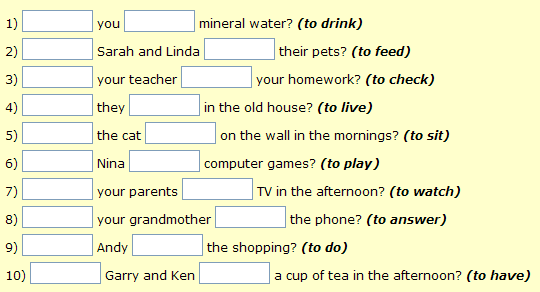 1) you mineral water? (to drink)
2) Sarah and Linda their pets? (to feed)
3) your teacher your homework? (to check)
4) they in the old house? (to live)
5) the cat on the wall in the mornings? (to sit)
6) Nina computer games? (to play)
7) your parents TV in the afternoon? (to watch)
8) your grandmother the phone? (to answer)
9) Andy the shopping? (to do)
10) Garry and Ken a cup of tea in the afternoon? (to have)